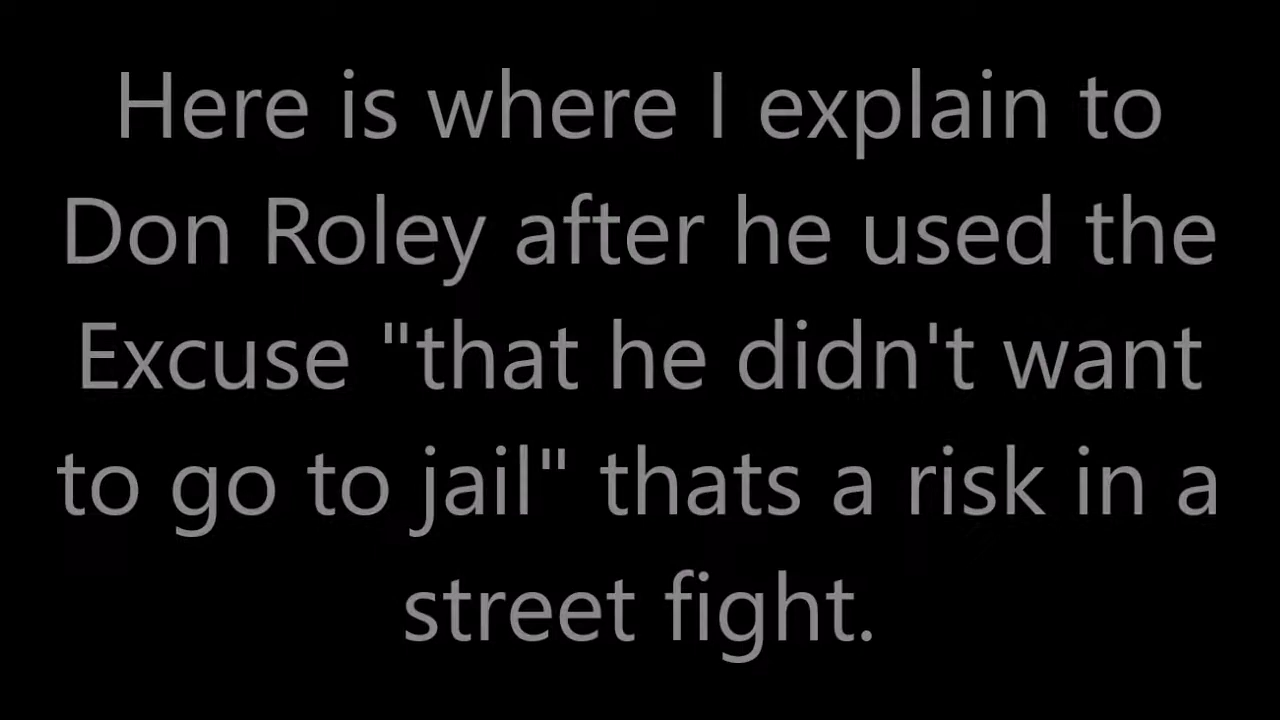 Here is where I explain to
Don Roley after he used the
Excuse "that he didn't want
to go to jail" thats a risk in a
street fight.